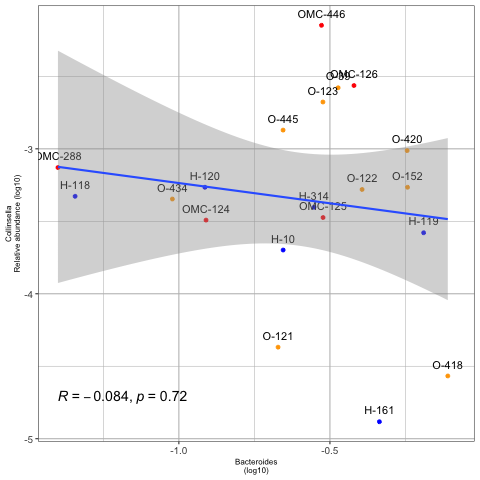 OMC-446
OMC-126
O-89
O-123
O-445
O-420
-3
OMC-288
H-120
O-122
O-152
H-118
O-434
H-314
OMC-124
OMC-125
H-119
H-10
Collinsella
Relative abundance (log10)
-4
O-121
O-418
R = −0.084, p = 0.72
H-161
-5
-1.0
-0.5
Bacteroides
(log10)